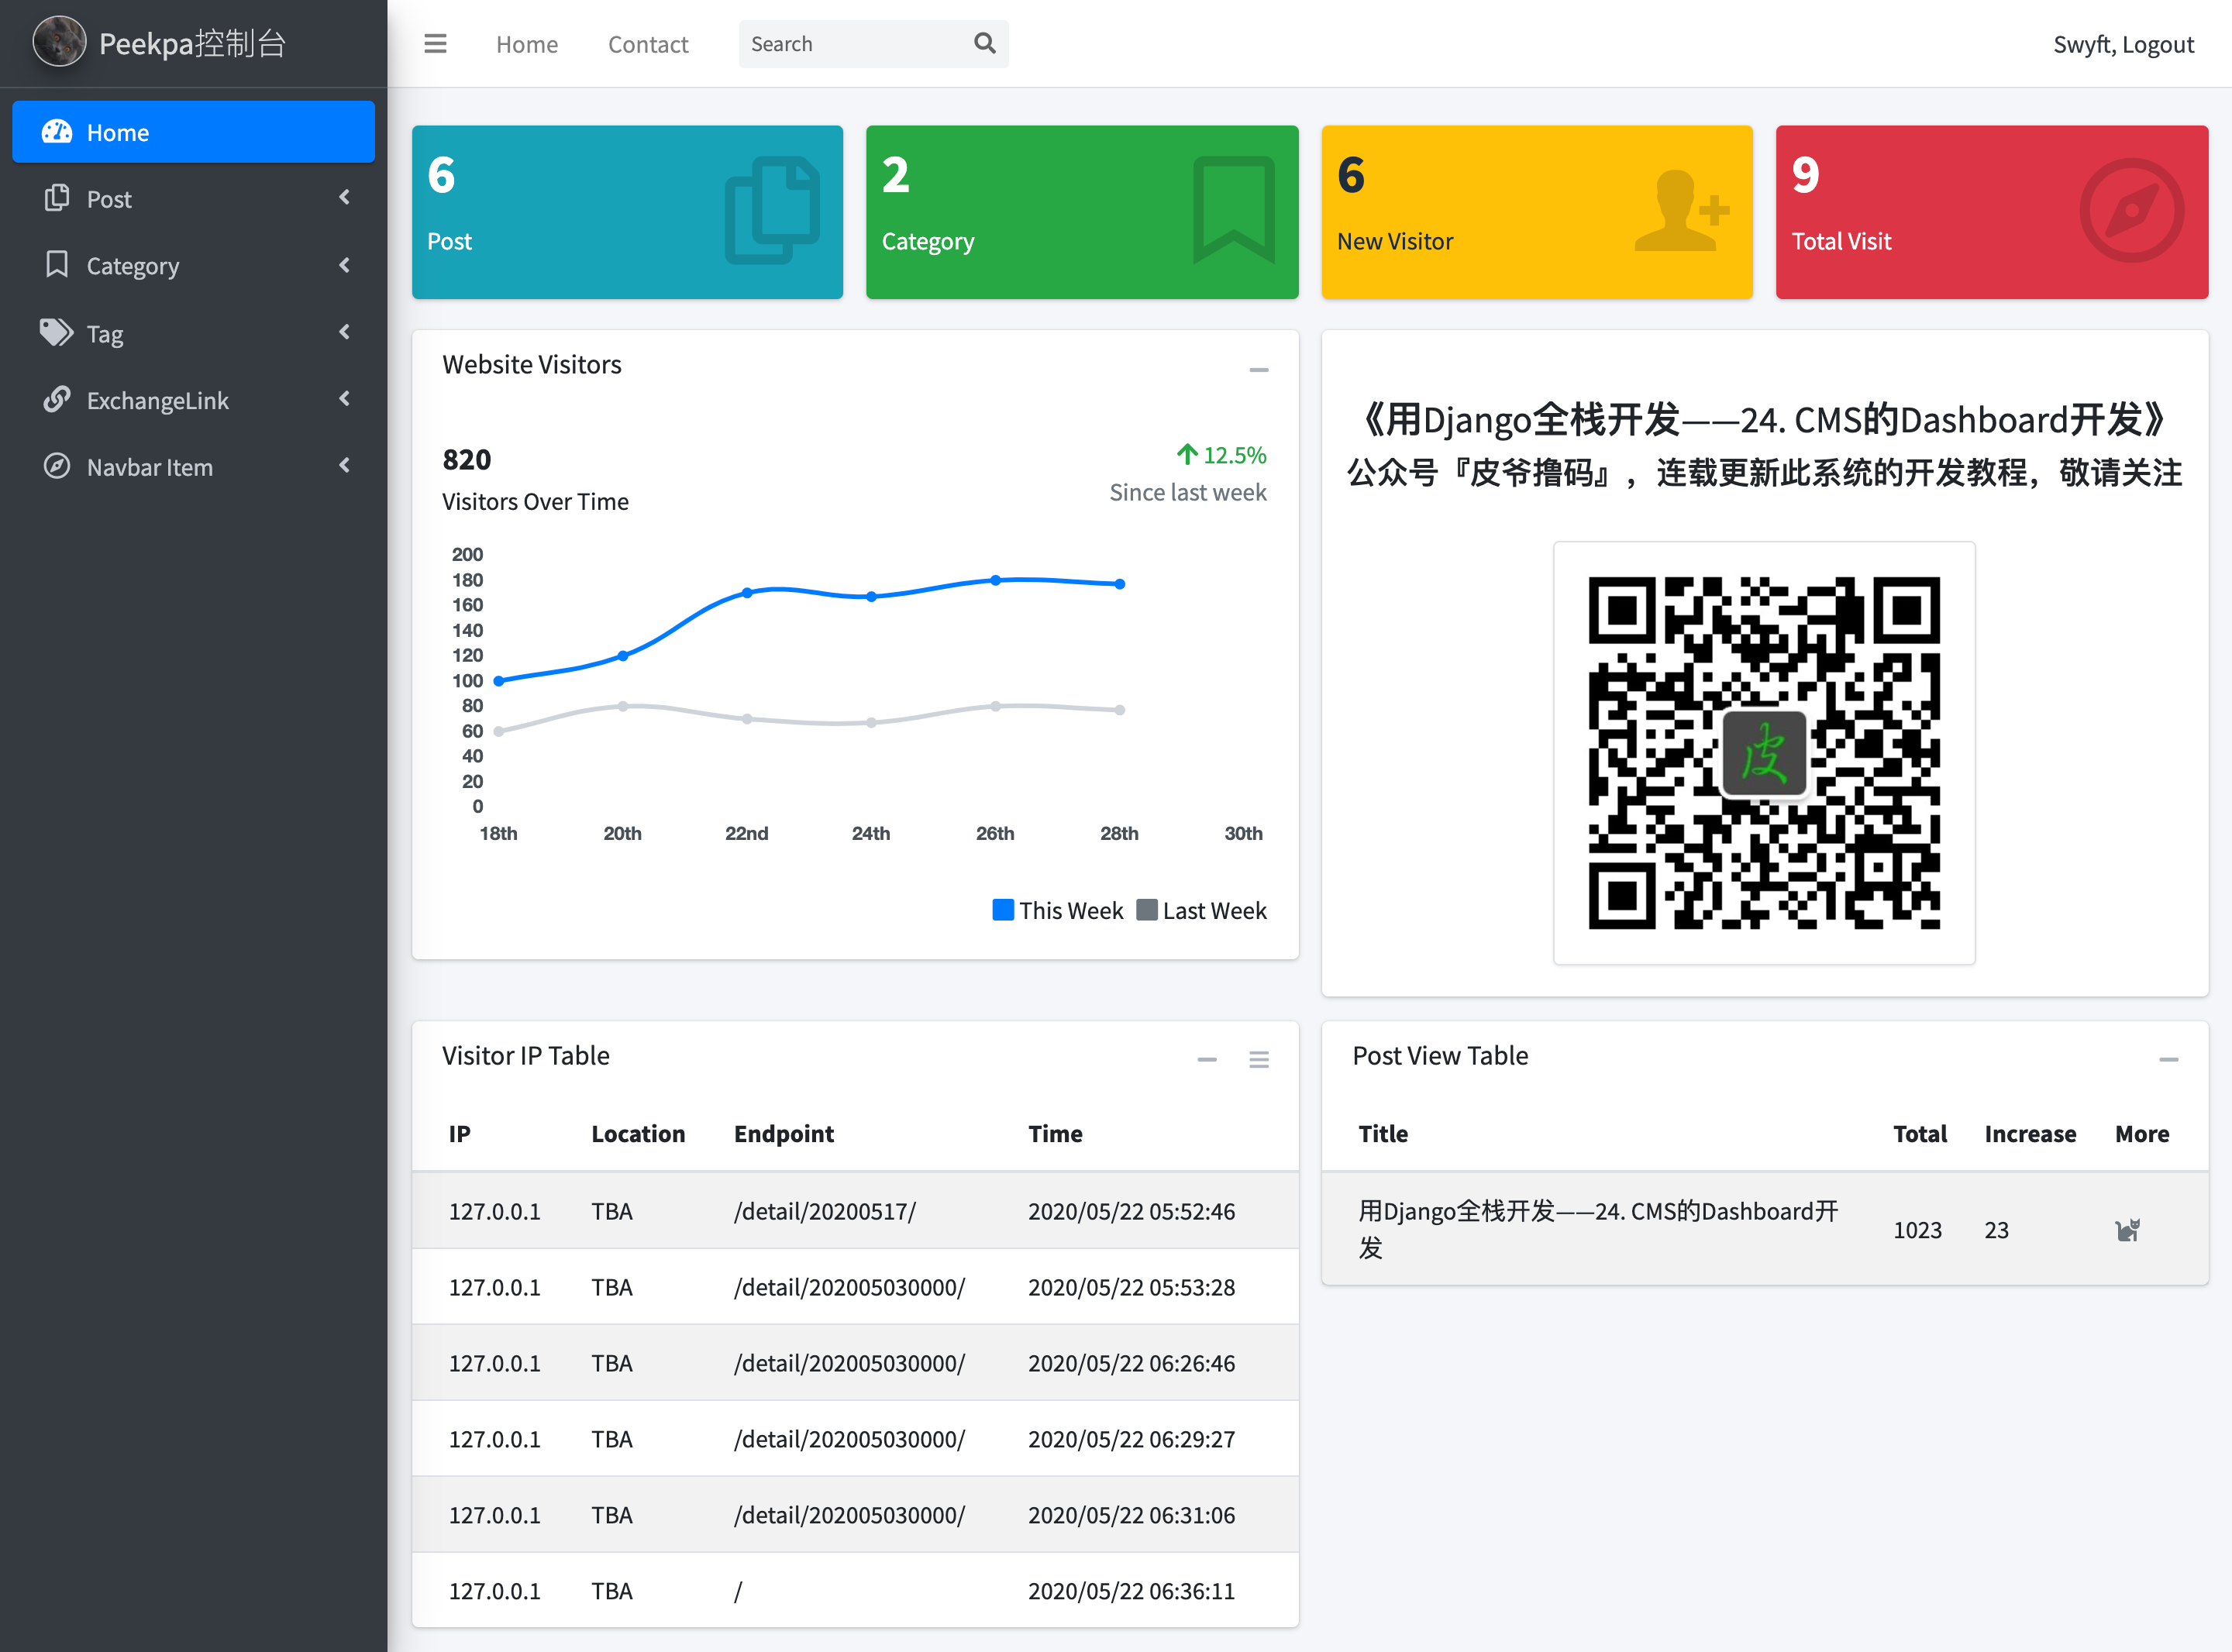 Peekpa控制台
Home
Contact
Search
Swyft, Logout
Home
Post
Category
Tag
ExchangeLink
Navbar Item
6
Post
2
Category
6
New Visitor
9
Total Visit
Website Visitors
820
12.5%
Visitors Over Time
Since last week
200
180
160
140
120
100
80
60
40
20
0
18th 20th 22nd 24th 26th 28th 30th
This Week Last Week
《用Django全栈开发——24. CMS的Dashboard开发》
公众号『皮爷撸码』，连载更新此系统的开发教程，敬请关注
皮
Visitor IP Table
IP Location Endpoint Time
127.0.0.1 TBA /detail/20200517/ 2020/05/22 05:52:46
127.0.0.1 TBA /detail/202005030000/ 2020/05/22 05:53:28
127.0.0.1 TBA /detail/202005030000/ 2020/05/22 06:26:46
127.0.0.1 TBA /detail/202005030000/ 2020/05/22 06:29:27
127.0.0.1 TBA /detail/202005030000/ 2020/05/22 06:31:06
127.0.0.1 TBA / 2020/05/22 06:36:11
Post View Table
Title Total Increase More
用Django全栈开发——24. CMS的Dashboard开
发
1023 23